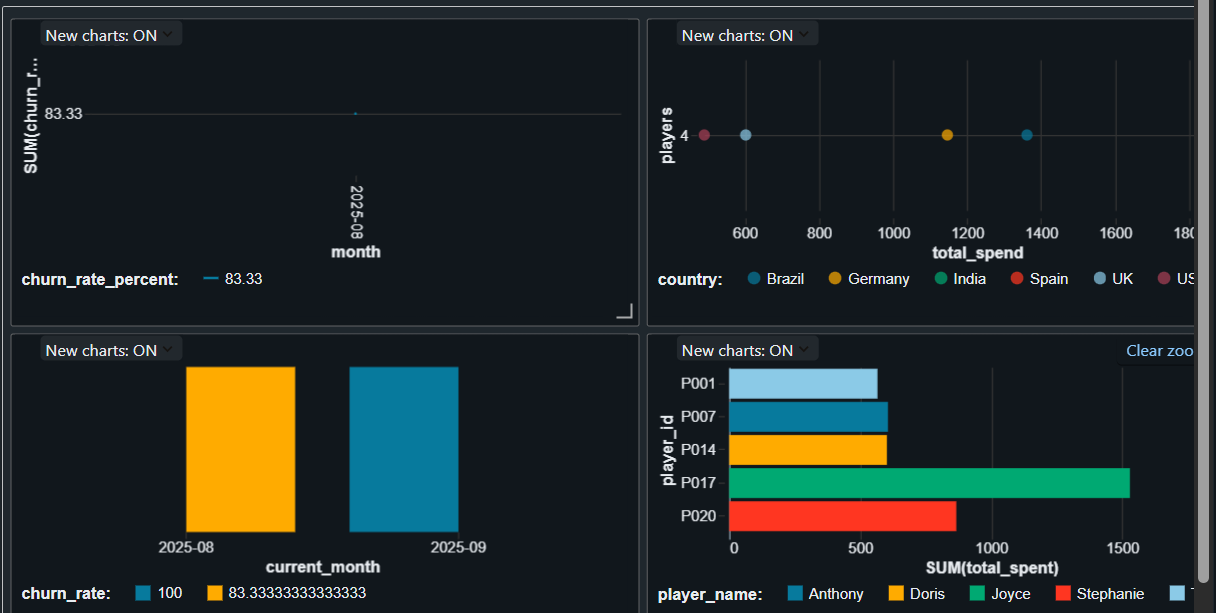 New charts: ON
SUM(churn_r...
83.33
2025-08
month
churn_rate_percent: 83.33
New charts: ON
players
4
600 800 1000 1200 1400 1600 180
total_spend
country: Brazil Germany India Spain UK US
New charts: ON
2025-08 2025-09
current_month
churn_rate: 100 83.33333333333333
New charts: ON Clear zoo
player_id
P001
P007
P014
P017
P020
0 500 1000 1500
SUM(total_spent)
player_name: Anthony Doris Joyce Stephanie